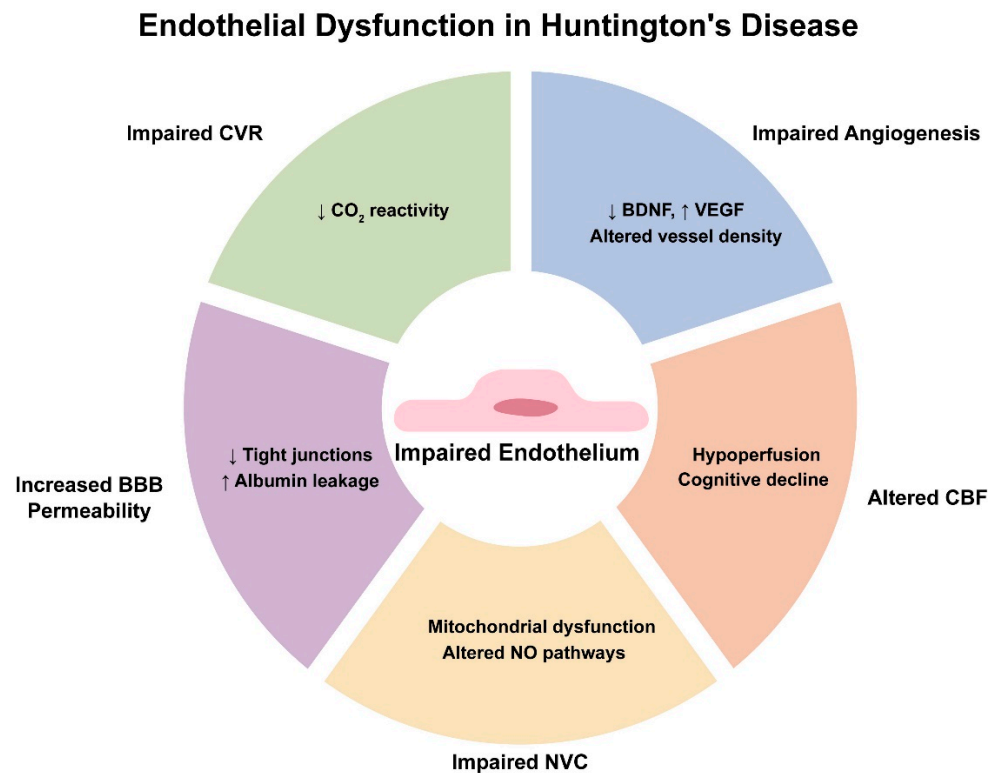 Endothelial Dysfunction in Huntington's Disease
Impaired CVR
Impaired Angiogenesis
↓ CO₂ reactivity
↓ BDNF, ↑ VEGF
Altered vessel density
Impaired Endothelium
↓ Tight junctions
↑ Albumin leakage
Hypoperfusion
Cognitive decline
Increased BBB
Permeability
Altered CBF
Mitochondrial dysfunction
Altered NO pathways
Impaired NVC